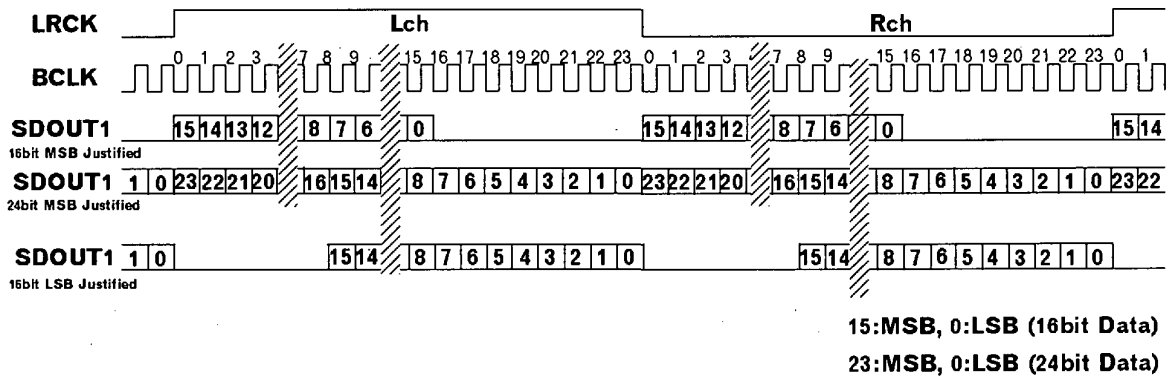 LRCK Lch Rch
0 1 2 3 7 8 9 15 16 17 18 19 20 21 22 23 0 1 2 3 7 8 9 15 16 17 18 19 20 21 22 23 0 1
BCLK
SDOUT1 15 14 13 12 8 7 6 0 15 14 13 12 8 7 6 0 15 14
16bit MSB Justified
SDOUT1 1 0 23 22 21 20 16 15 14 8 7 6 5 4 3 2 1 0 23 22 21 20 16 15 14 8 7 6 5 4 3 2 1 0 23 22
24bit MSB Justified
SDOUT1 1 0 15 14 8 7 6 5 4 3 2 1 0 15 14 8 7 6 5 4 3 2 1 0
16bit LSB Justified
15:MSB, 0:LSB (16bit Data)
23:MSB, 0:LSB (24bit Data)